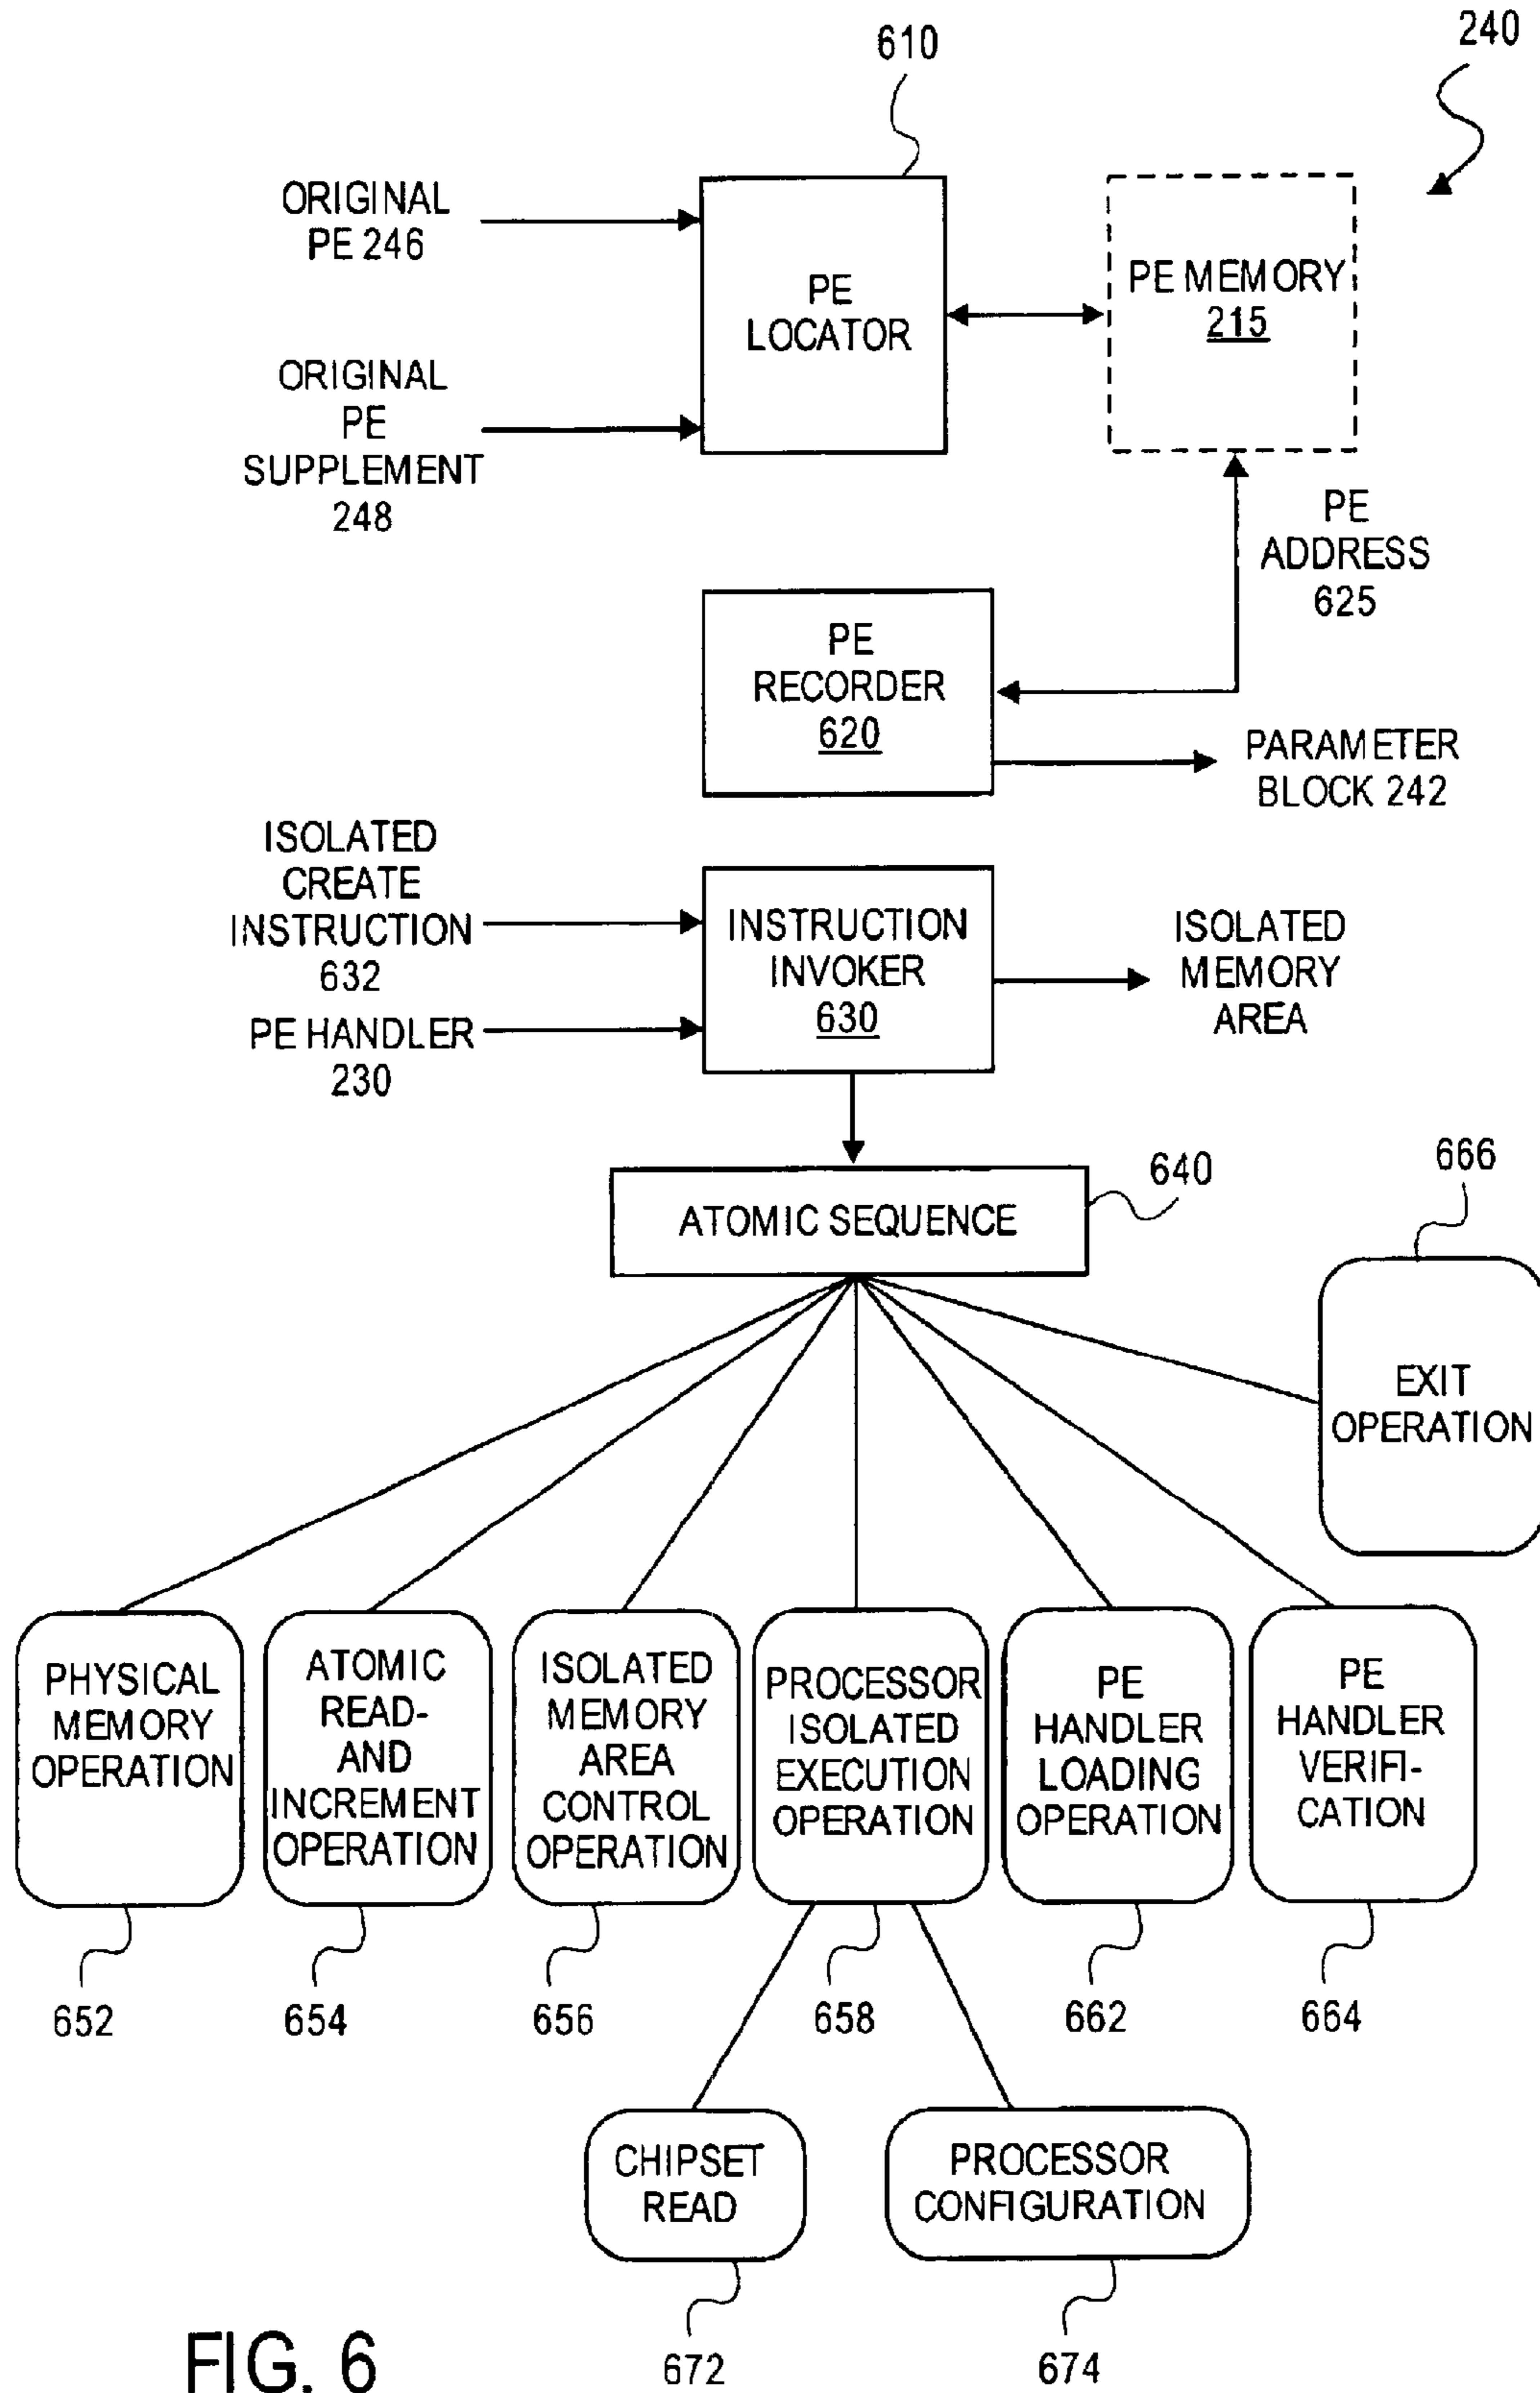 240
610
ORIGINAL
PE 246
ORIGINAL
PE
SUPPLEMENT
248
PE
LOCATOR
PE MEMORY
215
PE
ADDRESS
625
PE
RECORDER
620
PARAMETER
BLOCK 242
ISOLATED
CREATE
INSTRUCTION
632
PE HANDLER
230
INSTRUCTION
INVOKER
630
ISOLATED
MEMORY
AREA
ATOMIC SEQUENCE
640
666
EXIT
OPERATION
PHYSICAL
MEMORY
OPERATION
ATOMIC
READ-
AND
INCREMENT
OPERATION
ISOLATED
MEMORY
AREA
CONTROL
OPERATION
PROCESSOR
ISOLATED
EXECUTION
OPERATION
PE
HANDLER
LOADING
OPERATION
PE
HANDLER
VERIFI-
CATION
652
654
656
658
662
664
CHIPSET
READ
PROCESSOR
CONFIGURATION
672
674
FIG. 6